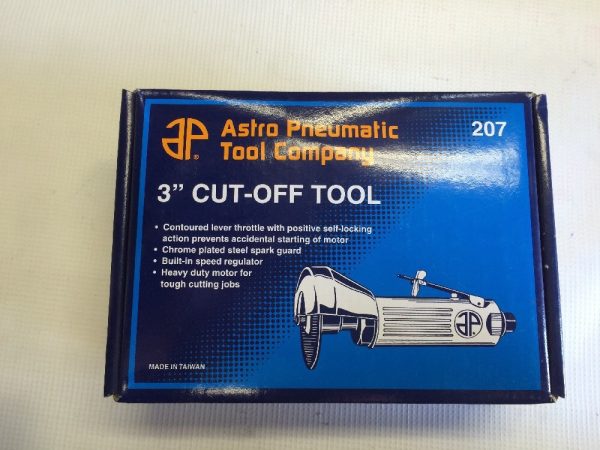 AP ®
Astro Pneumatic
Tool Company
207
3" CUT-OFF TOOL
• Contoured lever throttle with positive self-locking
action prevents accidental starting of motor
• Chrome plated steel spark guard
• Built-in speed regulator
• Heavy duty motor for
tough cutting jobs
AP
MADE IN TAIWAN